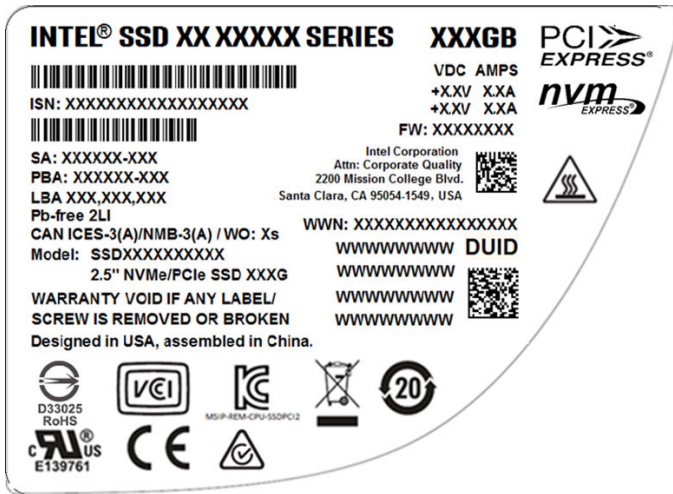 INTEL® SSD XX XXXXX SERIES XXXGB
PCI EXPRESS®
nvm EXPRESS®
VDC AMPS
+X.XV X.XA
+X.XV X.XA
ISN: XXXXXXXXXXXXXXXXXX
FW: XXXXXXXX
SA: XXXXXX-XXX
PBA: XXXXXX-XXX
LBA XXX,XXX,XXX
Pb-free 2LI
CAN ICES-3(A)/NMB-3(A) / WO: Xs
Model: SSDXXXXXXXXXX
2.5" NVMe/PCIe SSD XXXG
WARRANTY VOID IF ANY LABEL/
SCREW IS REMOVED OR BROKEN
Designed in USA, assembled in China.
Intel Corporation
Attn: Corporate Quality
2200 Mission College Blvd.
Santa Clara, CA 95054-1549, USA
WWN: XXXXXXXXXXXXXXXX
WWWWWWWW DUID
WWWWWWWW
WWWWWWWW
WWWWWWWW
D33025
RoHS
VCI
KC
MSIP-REM-CPU-SSDPCI2
20
c RU US ®
E139761
CE